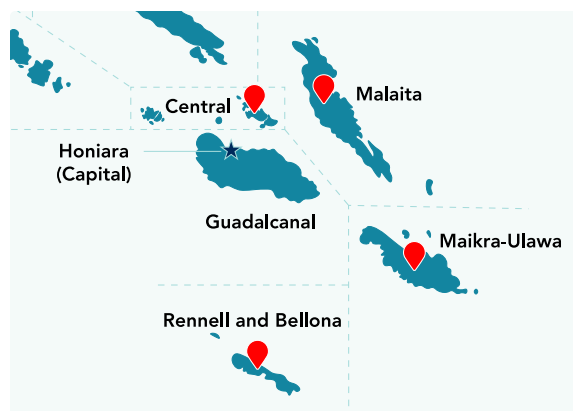 Central
Malaita
Honiara
(Capital)
Guadalcanal
Maikra-Ulawa
Rennell and Bellona